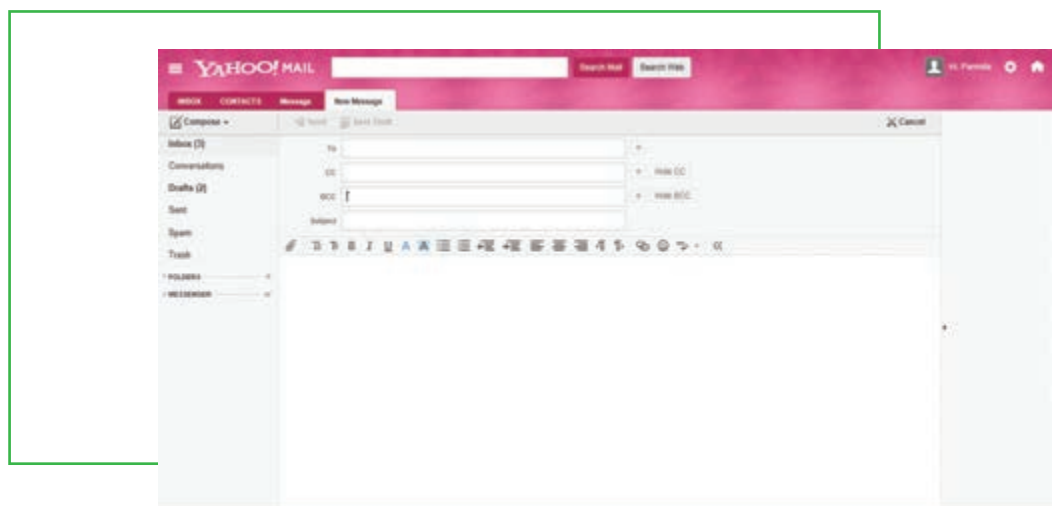 YAHOO! MAIL Search Mail Search Web Hi, Pamela
INBOX CONTACTS Message New Message
Compose Send Save Draft Cancel
Inbox (3)
To
Conversations
CC Hide CC
Drafts (2)
BCC Hide BCC
Sent
Subject
Spam
Trash
FOLDERS
MESSENGER